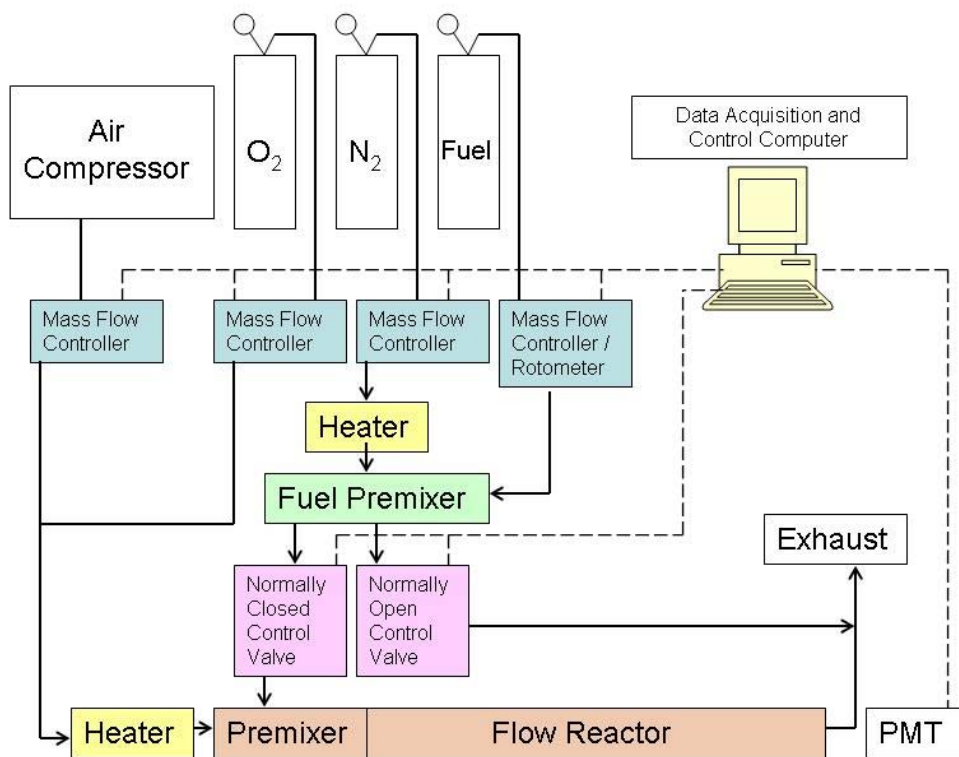 Air
Compressor
O2
N2
Fuel
Data Acquisition and
Control Computer
Mass Flow
Controller
Mass Flow
Controller
Mass Flow
Controller
Mass Flow
Controller /
Rotometer
Heater
Fuel Premixer
Normally
Closed
Control
Valve
Normally
Open
Control
Valve
Exhaust
Heater
Premixer
Flow Reactor
PMT